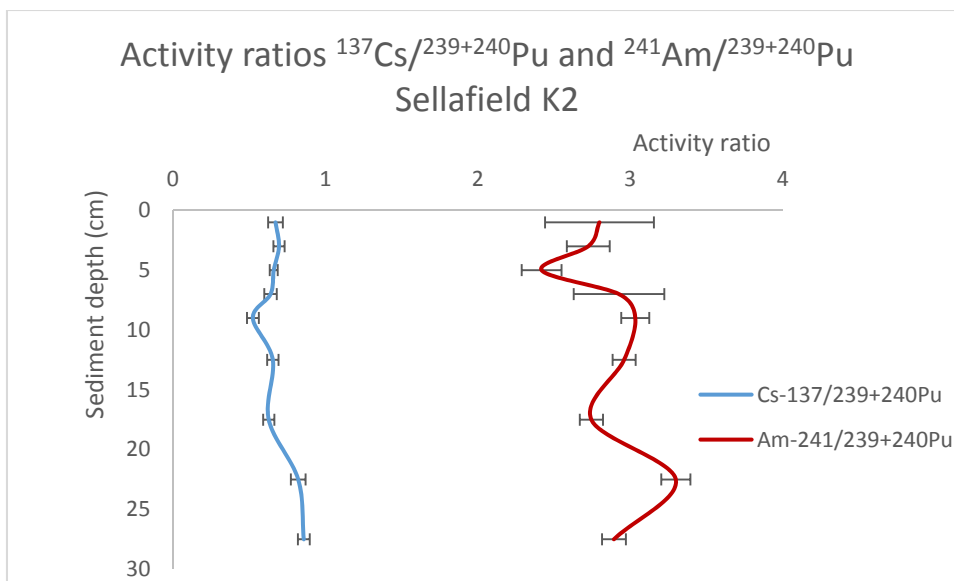 Activity ratios ¹³⁷Cs/²³⁹⁺²⁴⁰Pu and ²⁴¹Am/²³⁹⁺²⁴⁰Pu
Sellafield K2
Activity ratio
0 1 2 3 4
Sediment depth (cm)
0
5
10
15
20
25
30
Cs-137/239+240Pu
Am-241/239+240Pu